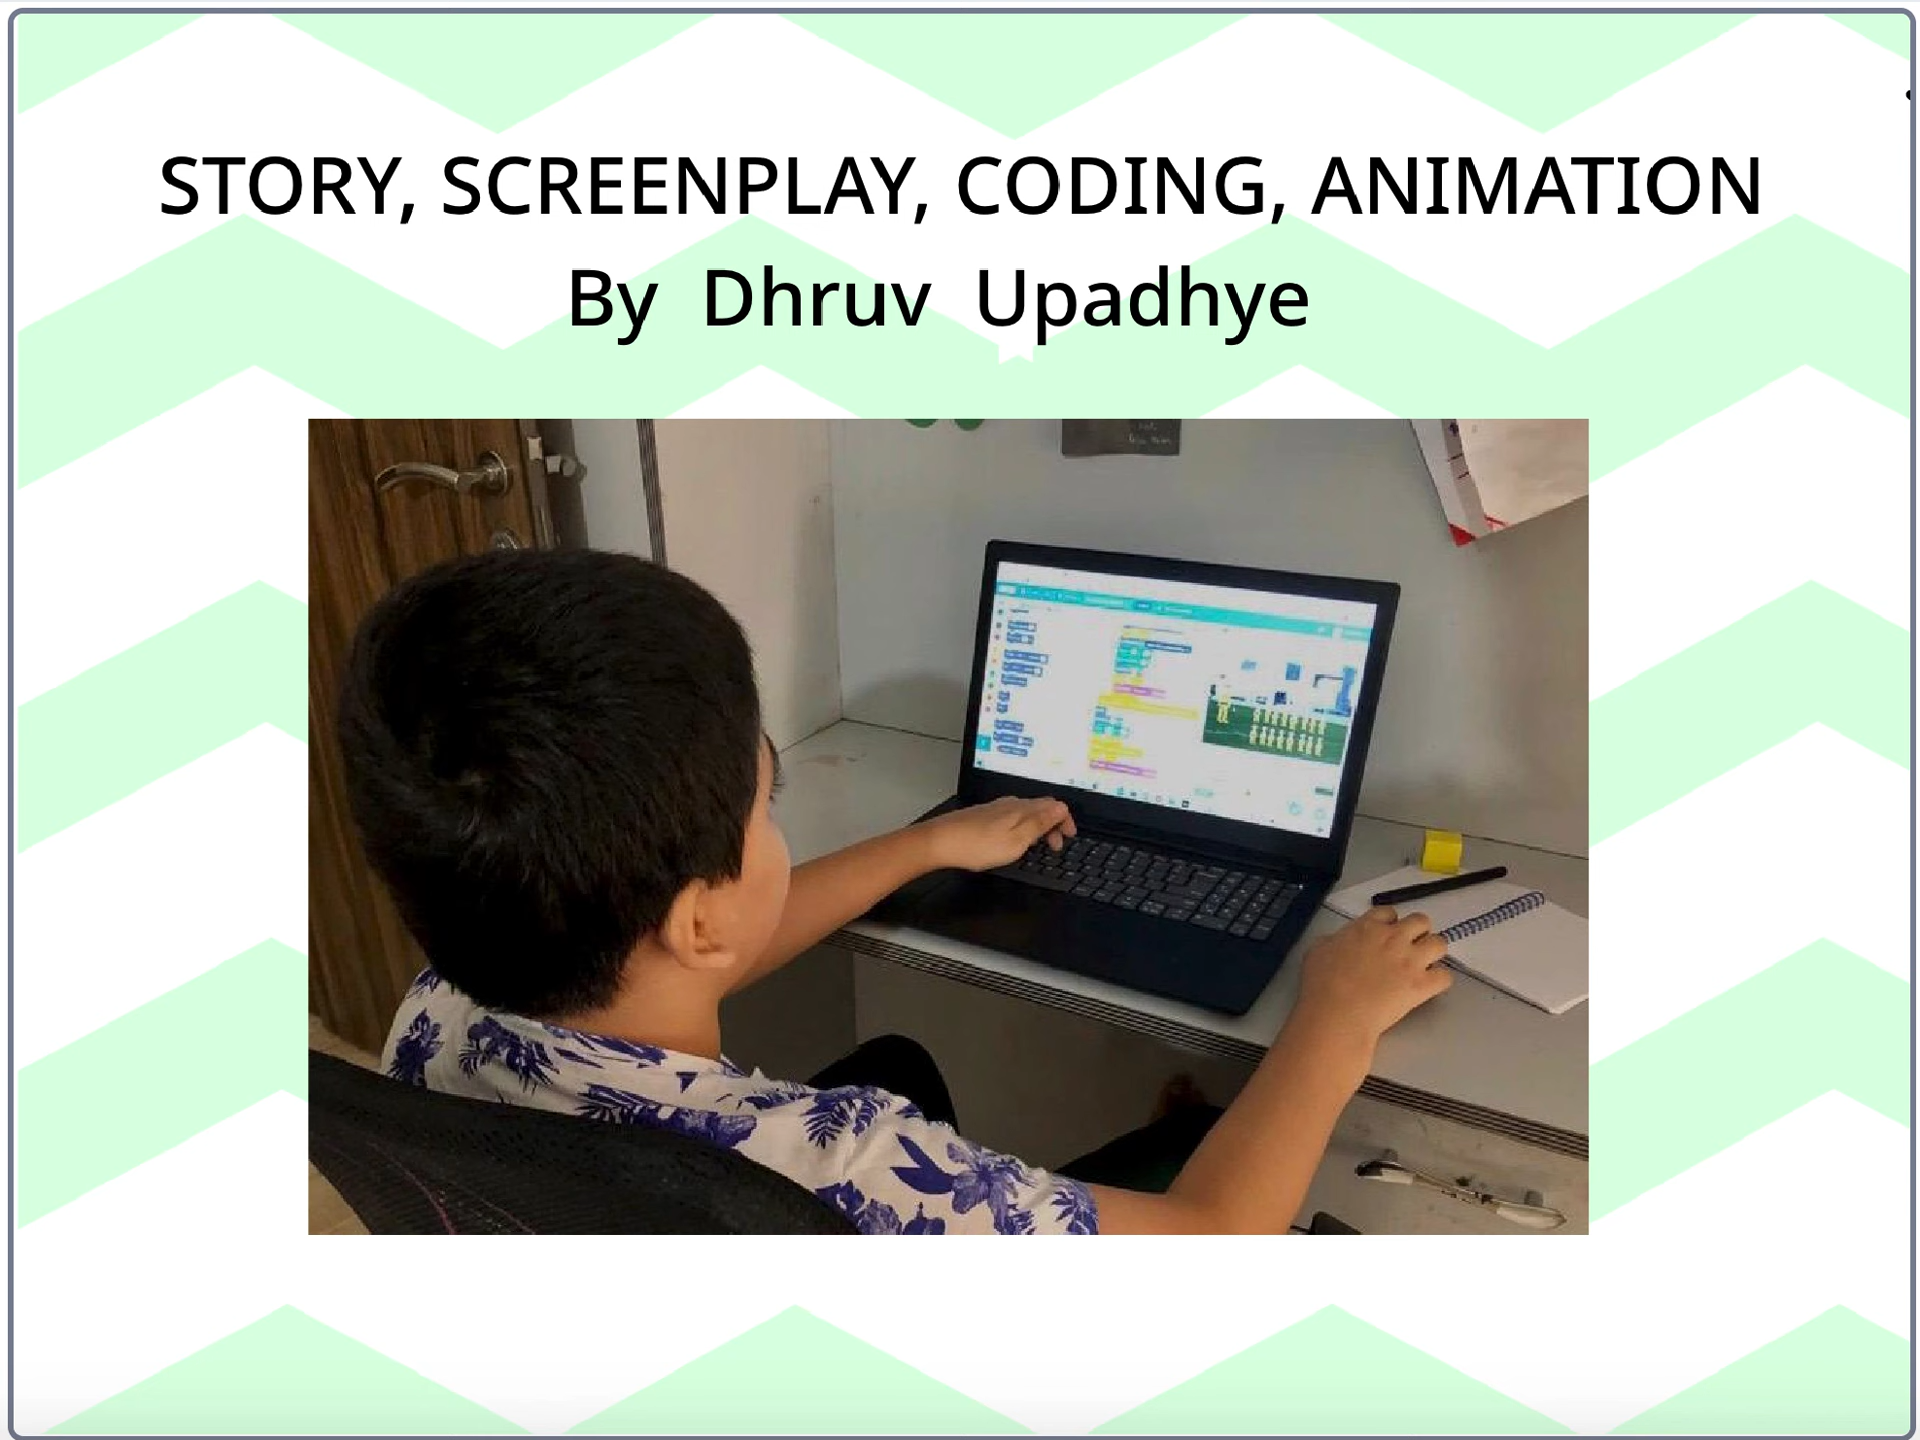 STORY, SCREENPLAY, CODING, ANIMATION
By Dhruv Upadhye